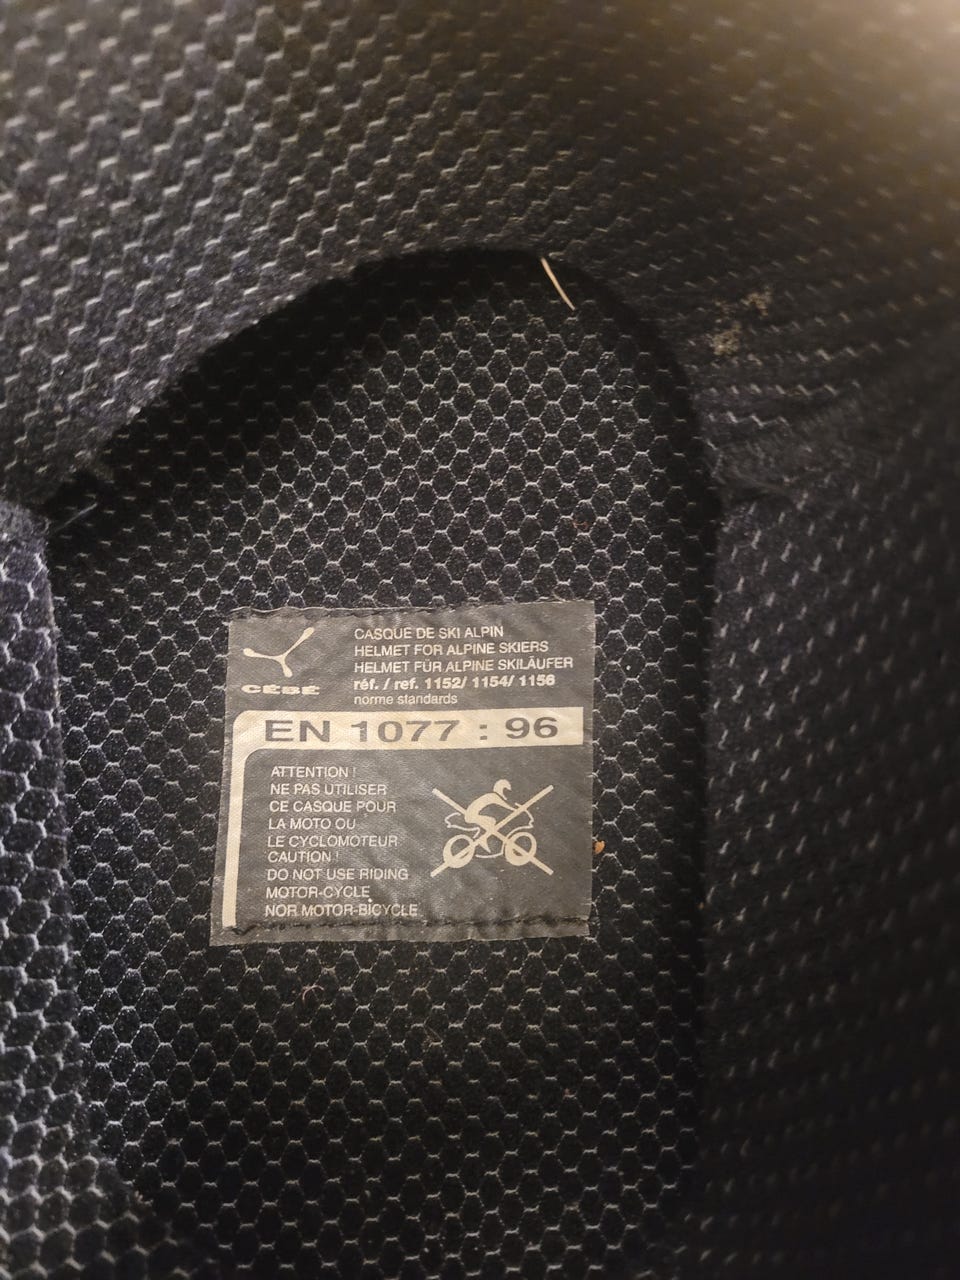 CÉBÉ
CASQUE DE SKI ALPIN
HELMET FOR ALPINE SKIERS
HELMET FÜR ALPINE SKILÄUFER
réf. / ref. 1152/ 1154/ 1156
norme standards
EN 1077 : 96
ATTENTION !
NE PAS UTILISER
CE CASQUE POUR
LA MOTO OU
LE CYCLOMOTEUR
CAUTION !
DO NOT USE RIDING
MOTOR-CYCLE
NOR MOTOR-BICYCLE